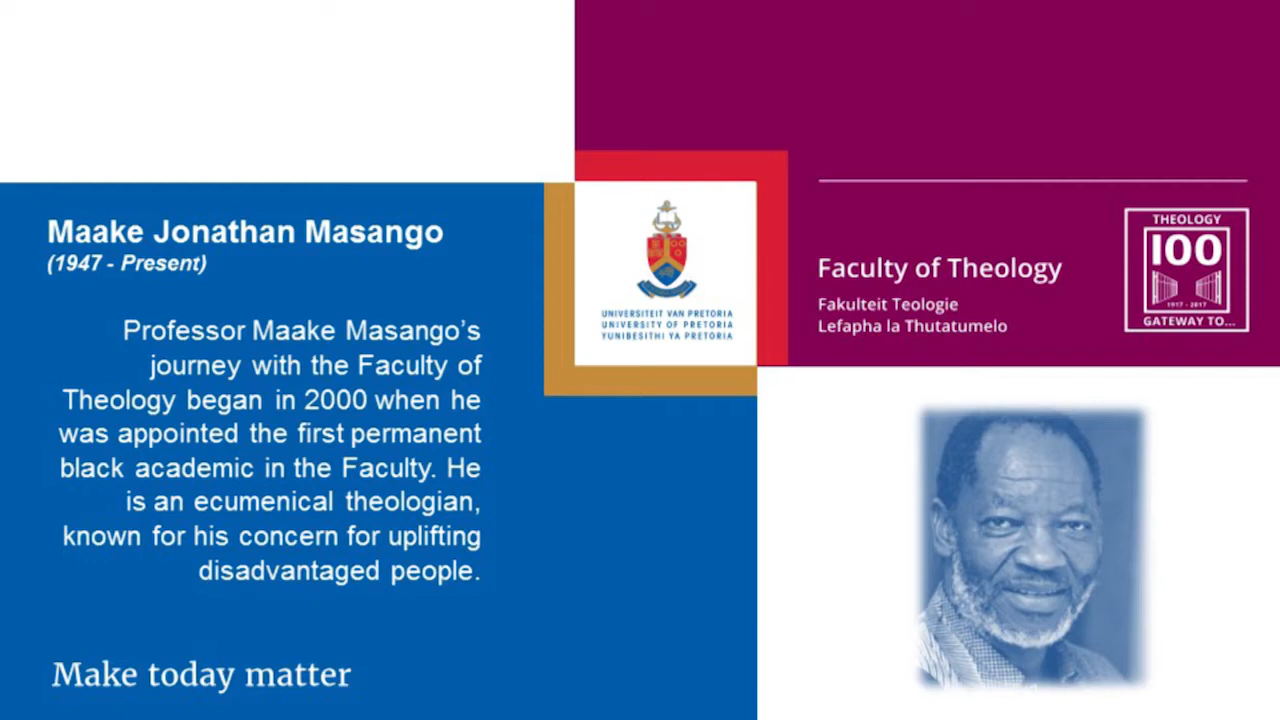 Maake Jonathan Masango
(1947 - Present)
Professor Maake Masango's
journey with the Faculty of
Theology began in 2000 when he
was appointed the first permanent
black academic in the Faculty. He
is an ecumenical theologian,
known for his concern for uplifting
disadvantaged people.
Make today matter
UNIVERSITEIT VAN PRETORIA
UNIVERSITY OF PRETORIA
YUNIBESITHI YA PRETORIA
Faculty of Theology
Fakulteit Teologie
Lefapha la Thutatumelo
THEOLOGY
100
1917 - 2017
GATEWAY TO...